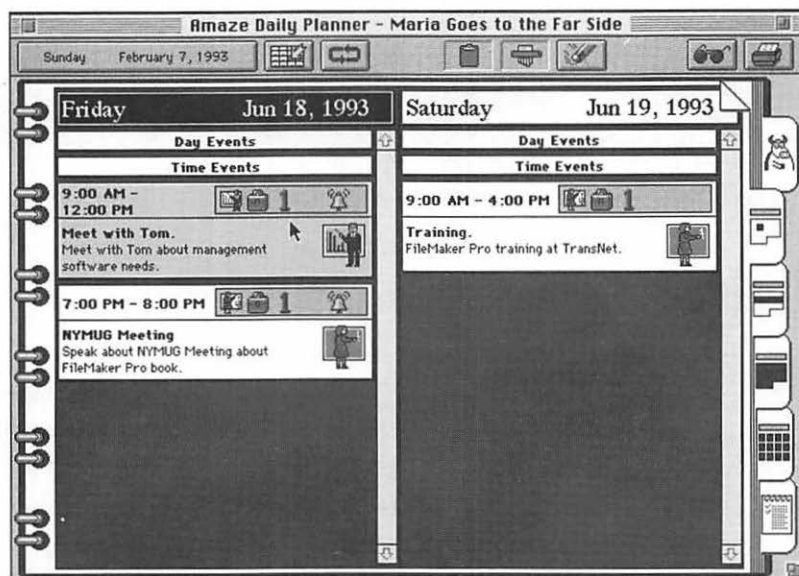 Amaze Daily Planner – Maria Goes to the Far Side
Sunday February 7, 1993
Friday Jun 18, 1993
Day Events
Time Events
9:00 AM –
12:00 PM
1
Meet with Tom.
Meet with Tom about management
software needs.
7:00 PM – 8:00 PM
1
NYMUG Meeting
Speak about NYMUG Meeting about
FileMaker Pro book.
Saturday Jun 19, 1993
Day Events
Time Events
9:00 AM – 4:00 PM
1
Training.
FileMaker Pro training at TransNet.